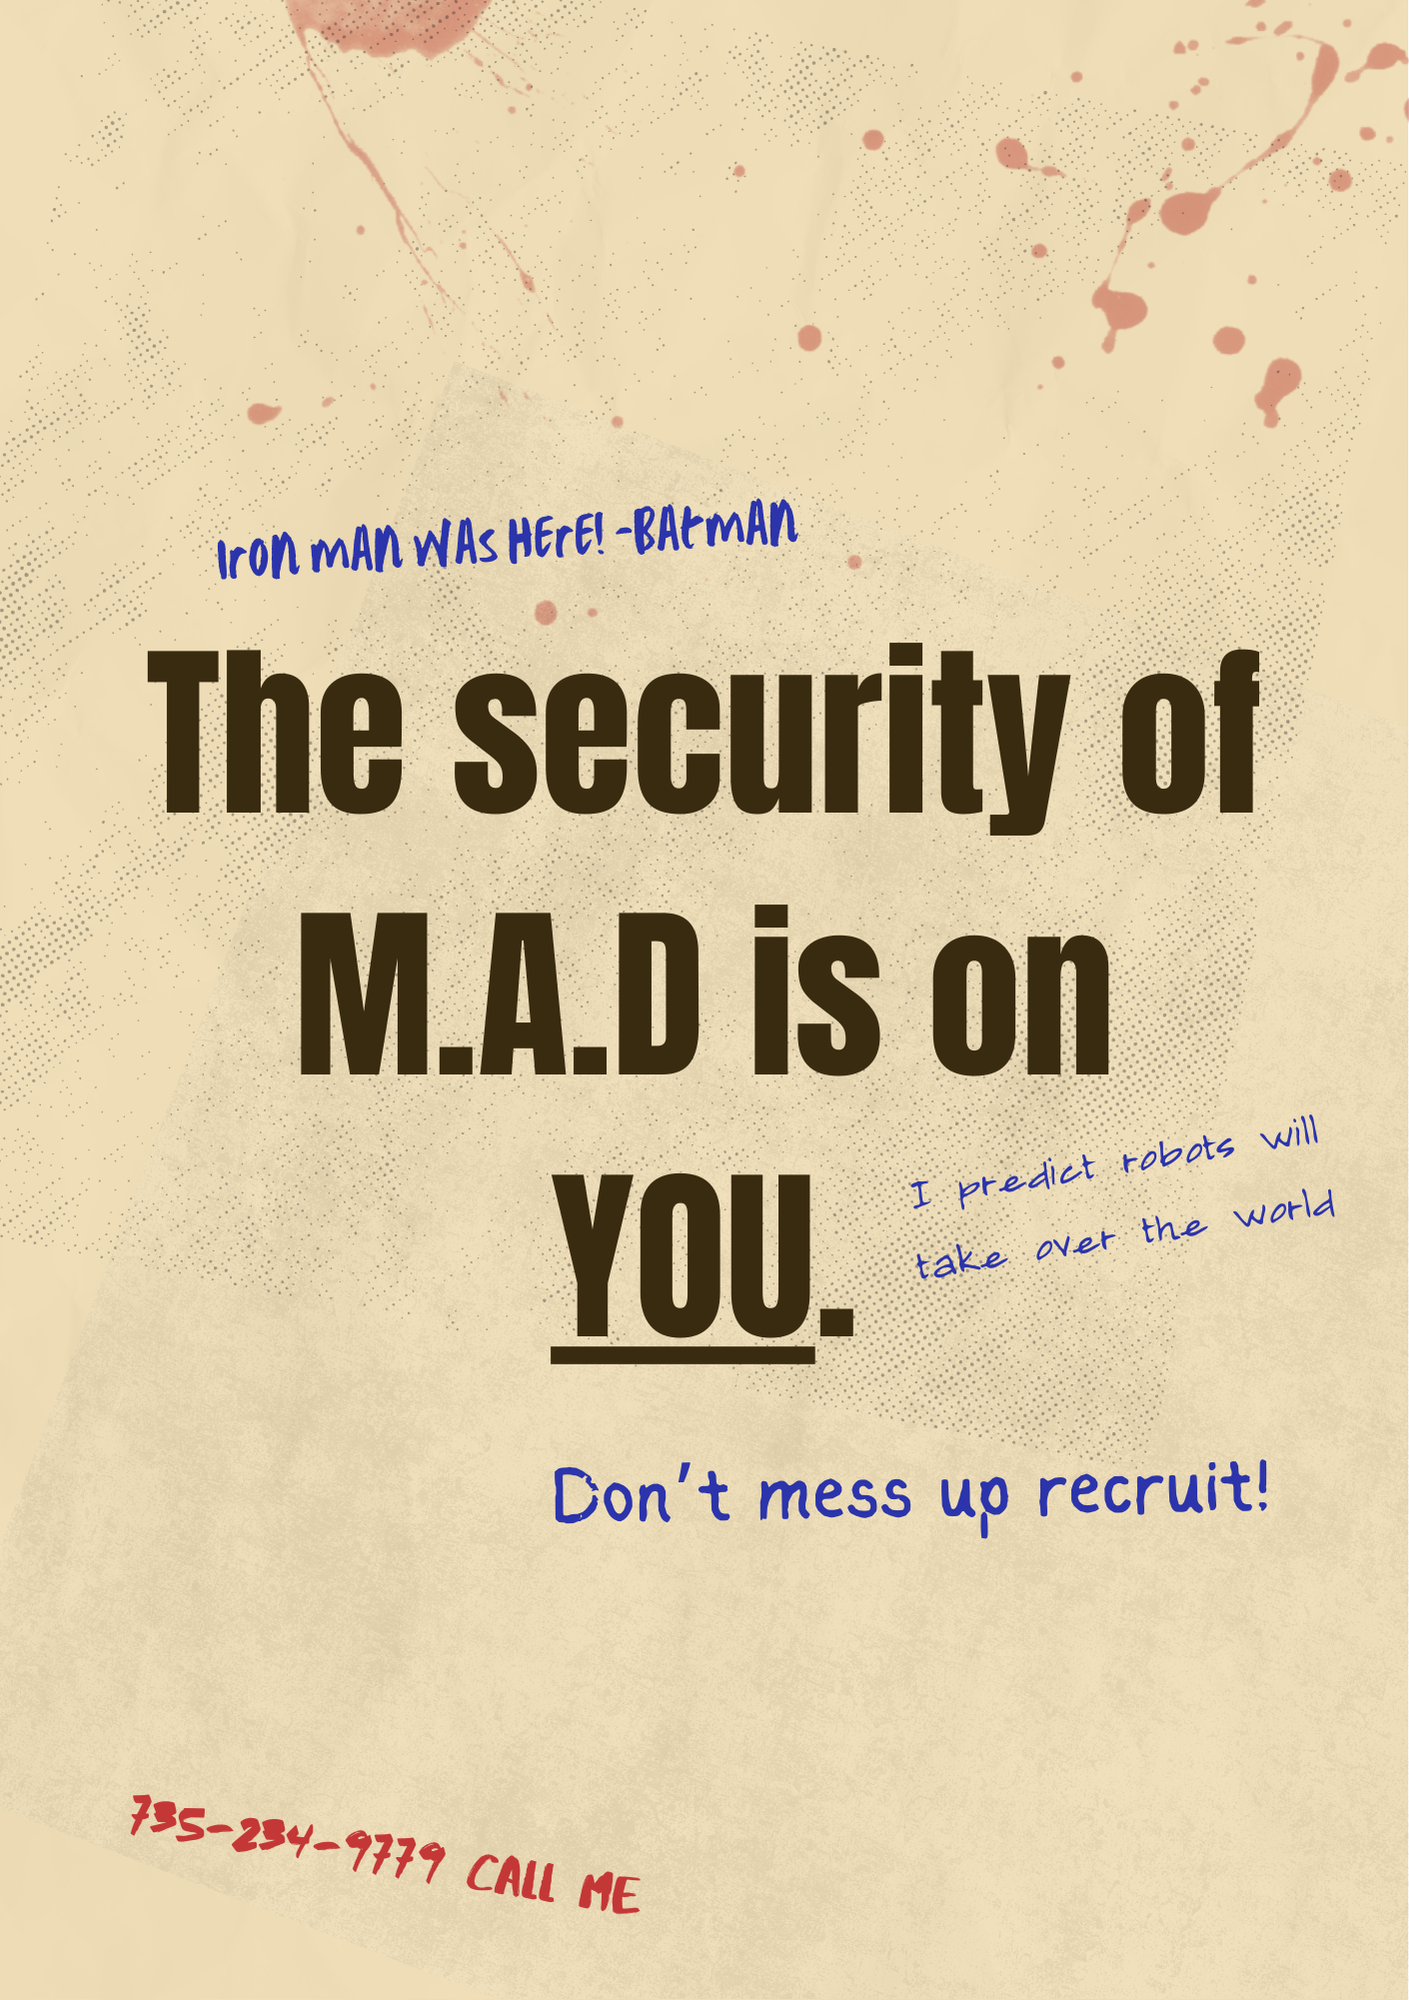 Iron mAN WAs HErE! -BAtmAN
The security of
M.A.D is on
YOU.
I predict robots will
take over the world
Don't mess up recruit!
735-234-9779 CALL ME